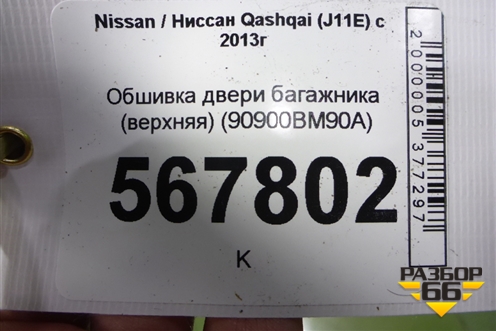 Nissan / Ниссан Qashqai (J11E) с
2013г
Обшивка двери багажника
(верхняя) (90900BM90A)
567802
К
2000005377297
РАЗБОР
66